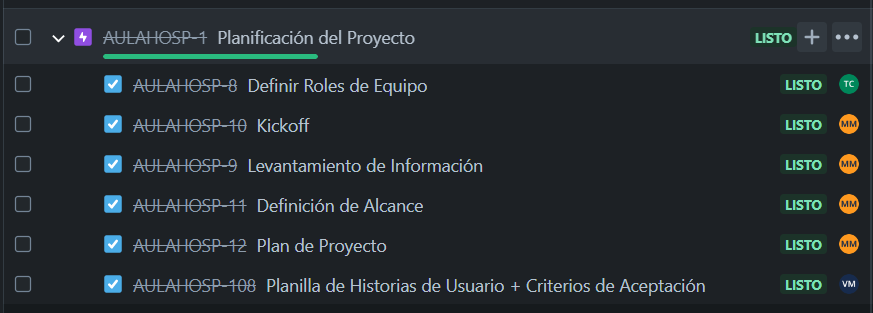 AULAHOSP-1 Planificación del Proyecto LISTO
AULAHOSP-8 Definir Roles de Equipo LISTO TC
AULAHOSP-10 Kickoff LISTO MM
AULAHOSP-9 Levantamiento de Información LISTO MM
AULAHOSP-11 Definición de Alcance LISTO MM
AULAHOSP-12 Plan de Proyecto LISTO MM
AULAHOSP-108 Planilla de Historias de Usuario + Criterios de Aceptación LISTO VM